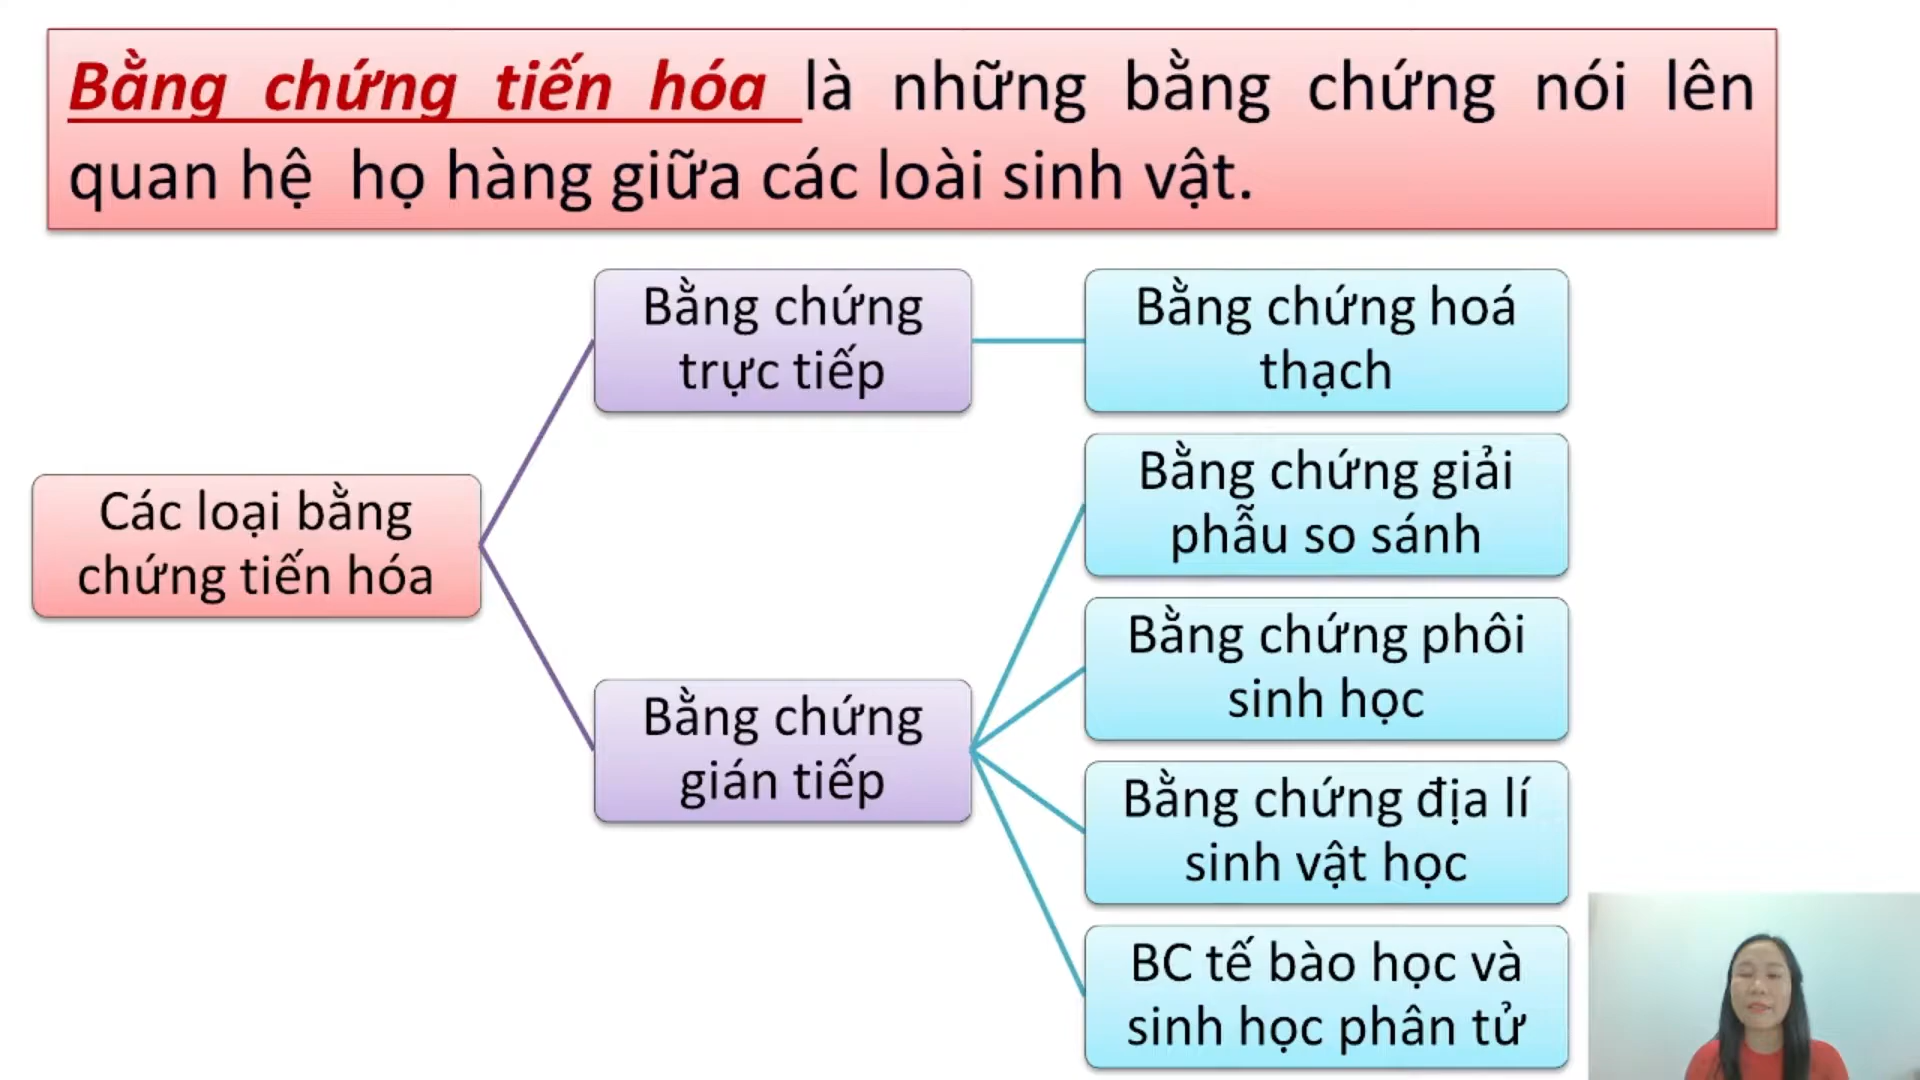 Bằng chứng tiến hóa là những bằng chứng nói lên
quan hệ họ hàng giữa các loài sinh vật.
Các loại bằng
chứng tiến hóa
Bằng chứng
trực tiếp
Bằng chứng hoá
thạch
Bằng chứng
gián tiếp
Bằng chứng giải
phẫu so sánh
Bằng chứng phôi
sinh học
Bằng chứng địa lí
sinh vật học
BC tế bào học và
sinh học phân tử